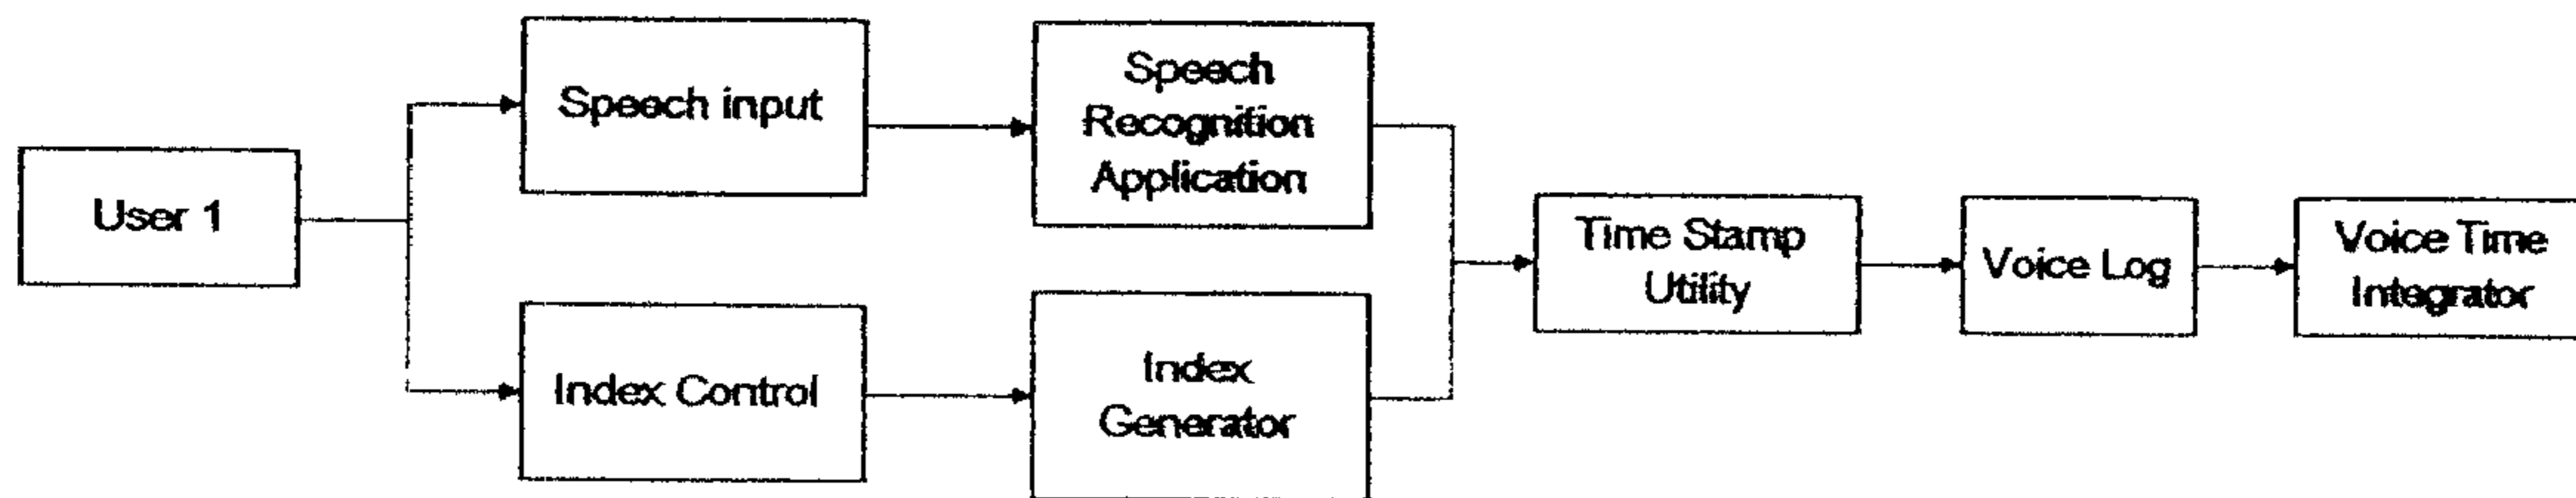 User 1
Speech input
Speech
Recognition
Application
Index Control
Index
Generator
Time Stamp
Utility
Voice Log
Voice Time
Integrator